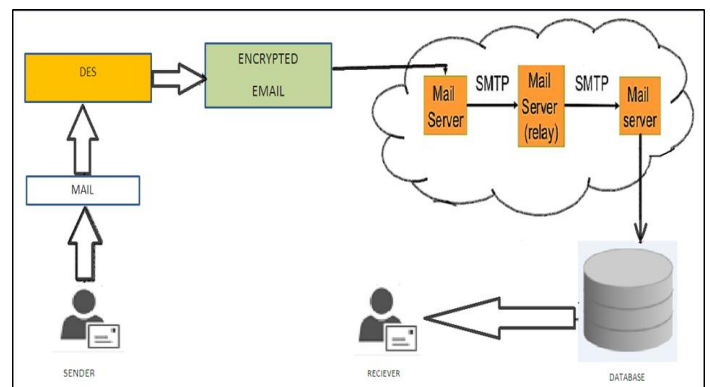 DES
ENCRYPTED
EMAIL
MAIL
SENDER
Mail
Server
SMTP
Mail
Server
(relay)
SMTP
Mail
server
RECIEVER
DATABASE